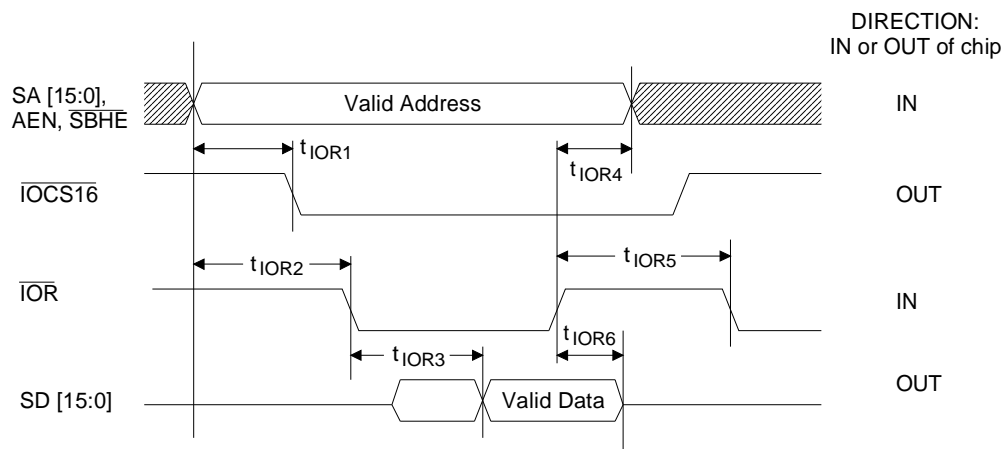 DIRECTION:
IN or OUT of chip
SA [15:0],
AEN, SBHE
Valid Address
IN
tIOR1
tIOR4
IOCS16
OUT
tIOR2
tIOR5
IOR
IN
tIOR3
tIOR6
SD [15:0]
Valid Data
OUT